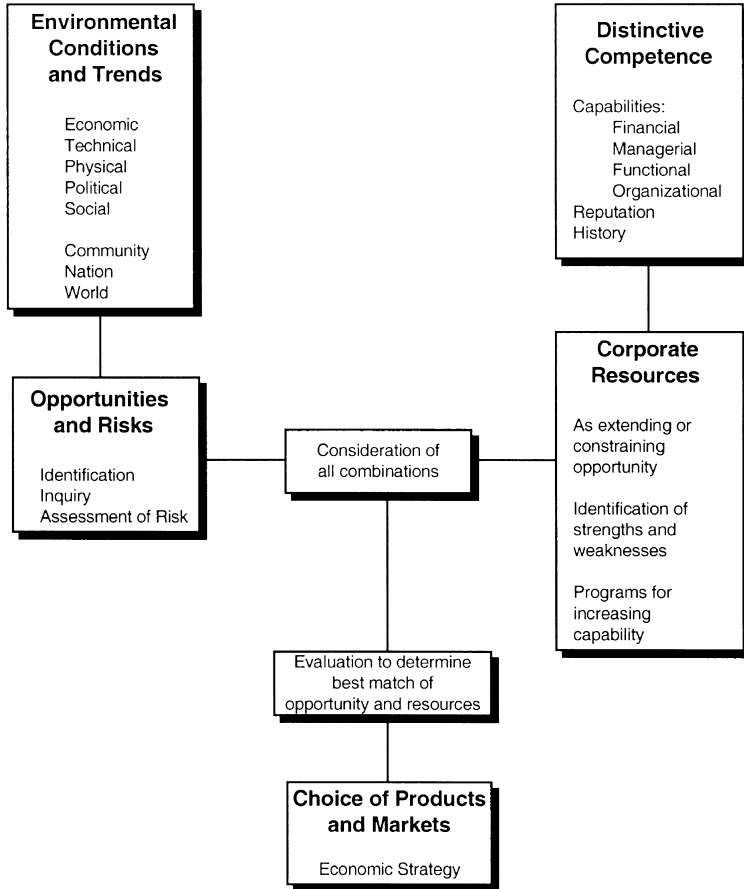 Environmental
Conditions
and Trends
Economic
Technical
Physical
Political
Social
Community
Nation
World
Distinctive
Competence
Capabilities:
Financial
Managerial
Functional
Organizational
Reputation
History
Opportunities
and Risks
Identification
Inquiry
Assessment of Risk
Consideration of
all combinations
Corporate
Resources
As extending or
constraining
opportunity
Identification of
strengths and
weaknesses
Programs for
increasing
capability
Evaluation to determine
best match of
opportunity and resources
Choice of Products
and Markets
Economic Strategy